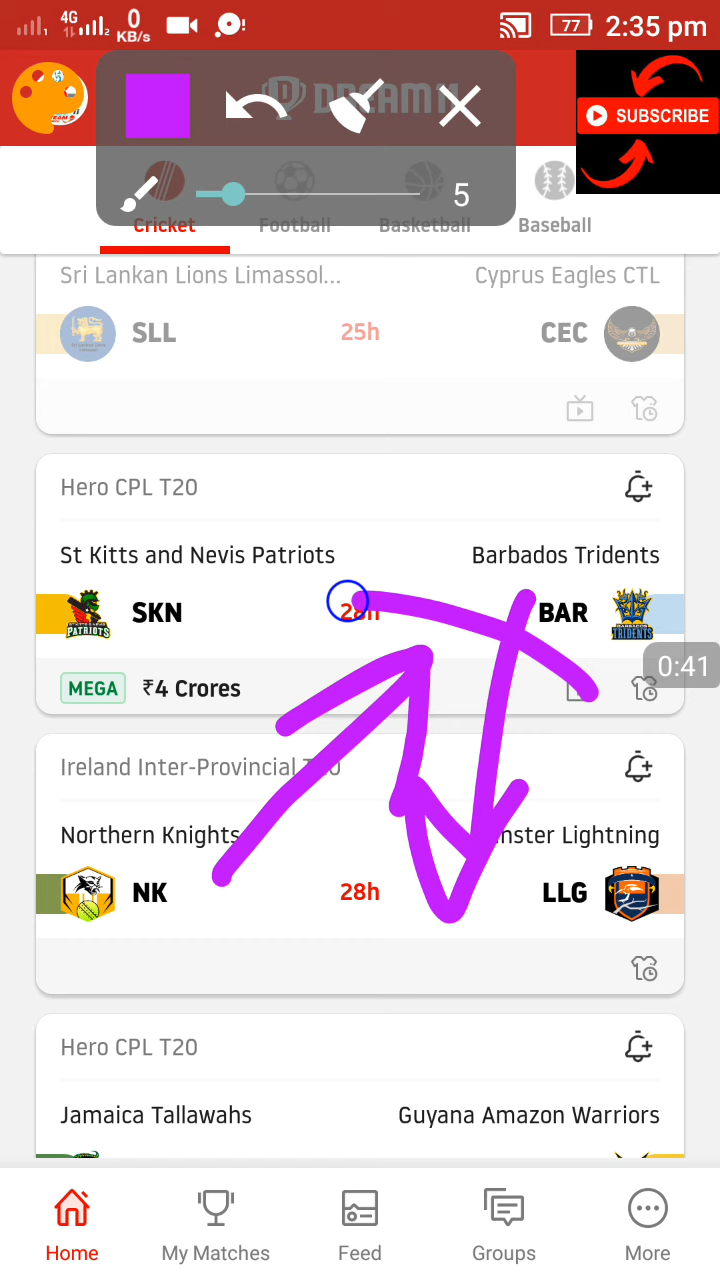 4G 0 KB/s 77 2:35 pm
DREAM11
SUBSCRIBE
5
Cricket Football Basketball Baseball
Sri Lankan Lions Limassol... Cyprus Eagles CTL
SLL 25h CEC
Hero CPL T20
St Kitts and Nevis Patriots Barbados Tridents
SKN 28h BAR
0:41
MEGA ₹4 Crores
Ireland Inter-Provincial
Northern Knights Lightning
NK 28h LLG
Hero CPL T20
Jamaica Tallawahs Guyana Amazon Warriors
Home My Matches Feed Groups More